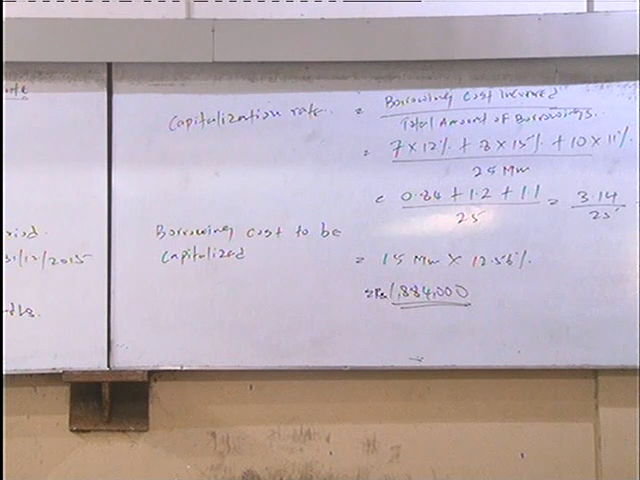 Capitalization rate = Borrowing Cost Incurred
Total Amount of Borrowings
= 7 × 12% + 8 × 15% + 10 × 11%
25 Mn
= 0.84 + 1.2 + 1.1 = 3.14
25 25
Borrowing cost to be
Capitalized = 15 Mn × 12.56%
31/12/2015
= Rs 1,884,000